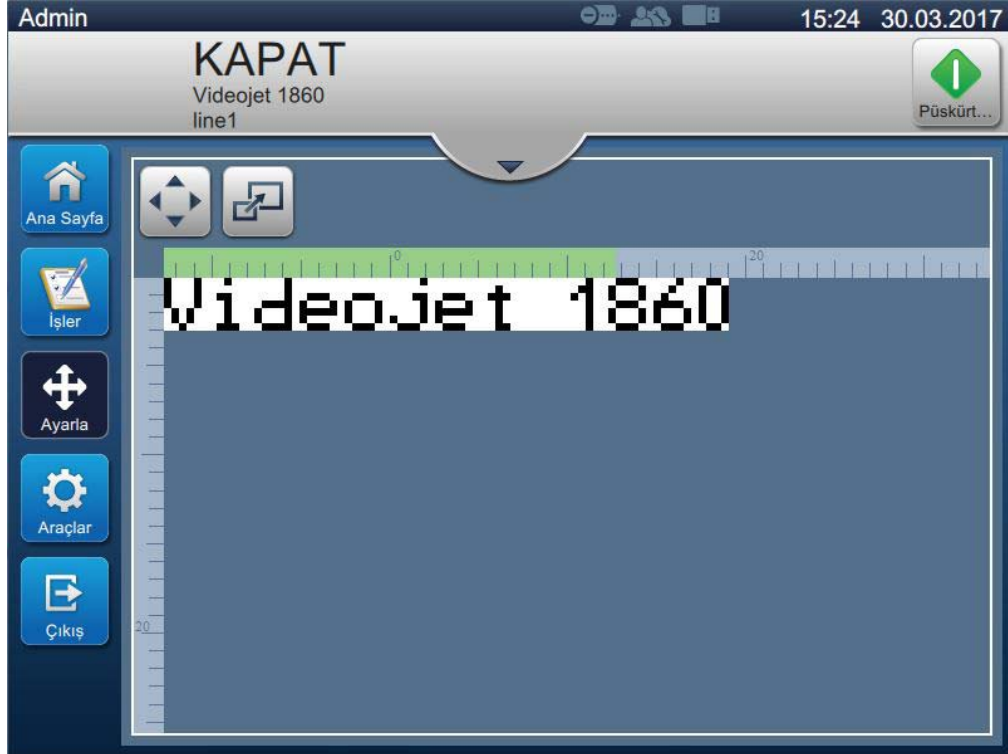 Admin 15:24 30.03.2017
KAPAT
Videojet 1860
line1
Püskürt...
Ana Sayfa
İşler
Ayarla
Araçlar
Çıkış
0 20
Videojet 1860
20